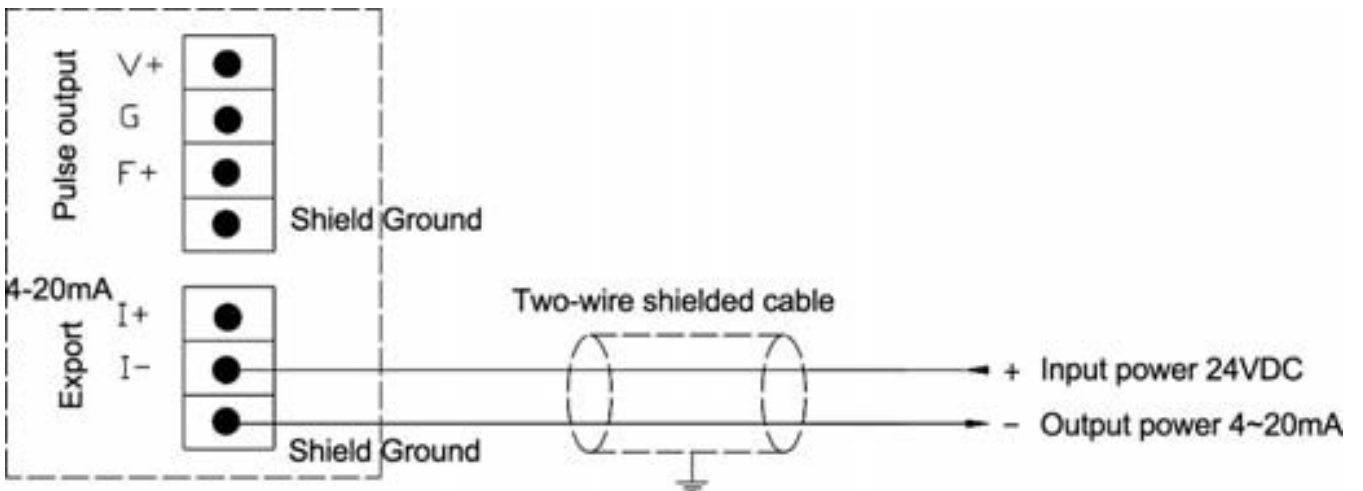 Pulse output
V+
G
F+
Shield Ground
4-20mA
Export
I+
I-
Shield Ground
Two-wire shielded cable
+ Input power 24VDC
- Output power 4~20mA